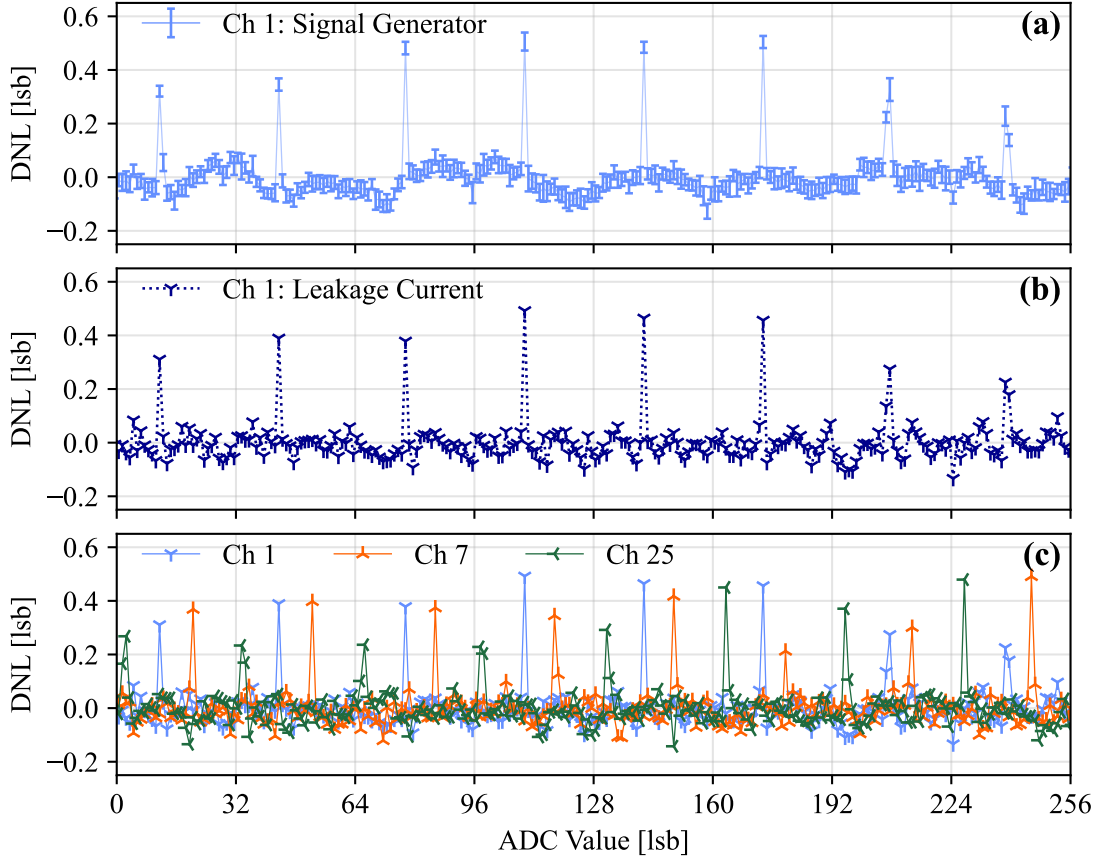 Ch 1: Signal Generator
(a)
DNL [lsb]
0.6
0.4
0.2
0.0
−0.2
Ch 1: Leakage Current
(b)
DNL [lsb]
0.6
0.4
0.2
0.0
−0.2
Ch 1 Ch 7 Ch 25
(c)
DNL [lsb]
0.6
0.4
0.2
0.0
−0.2
0 32 64 96 128 160 192 224 256
ADC Value [lsb]